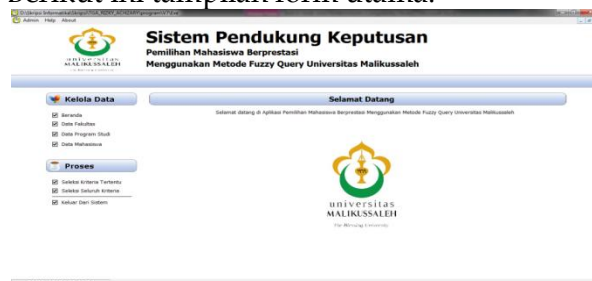 Berikut ini tampilan form utama:
Admin Help About
Sistem Pendukung Keputusan
Pemilihan Mahasiswa Berprestasi
Menggunakan Metode Fuzzy Query Universitas Malikussaleh
universitas
MALIKUSSALEH
Kelola Data
Beranda
Data Fakultas
Data Program Studi
Data Mahasiswa
Proses
Seleksi Kriteria Tertentu
Seleksi Seluruh Kriteria
Keluar Dari Sistem
Selamat Datang
Selamat datang di Aplikasi Pemilihan Mahasiswa Berprestasi Menggunakan Metode Fuzzy Query Universitas Malikussaleh
universitas
MALIKUSSALEH